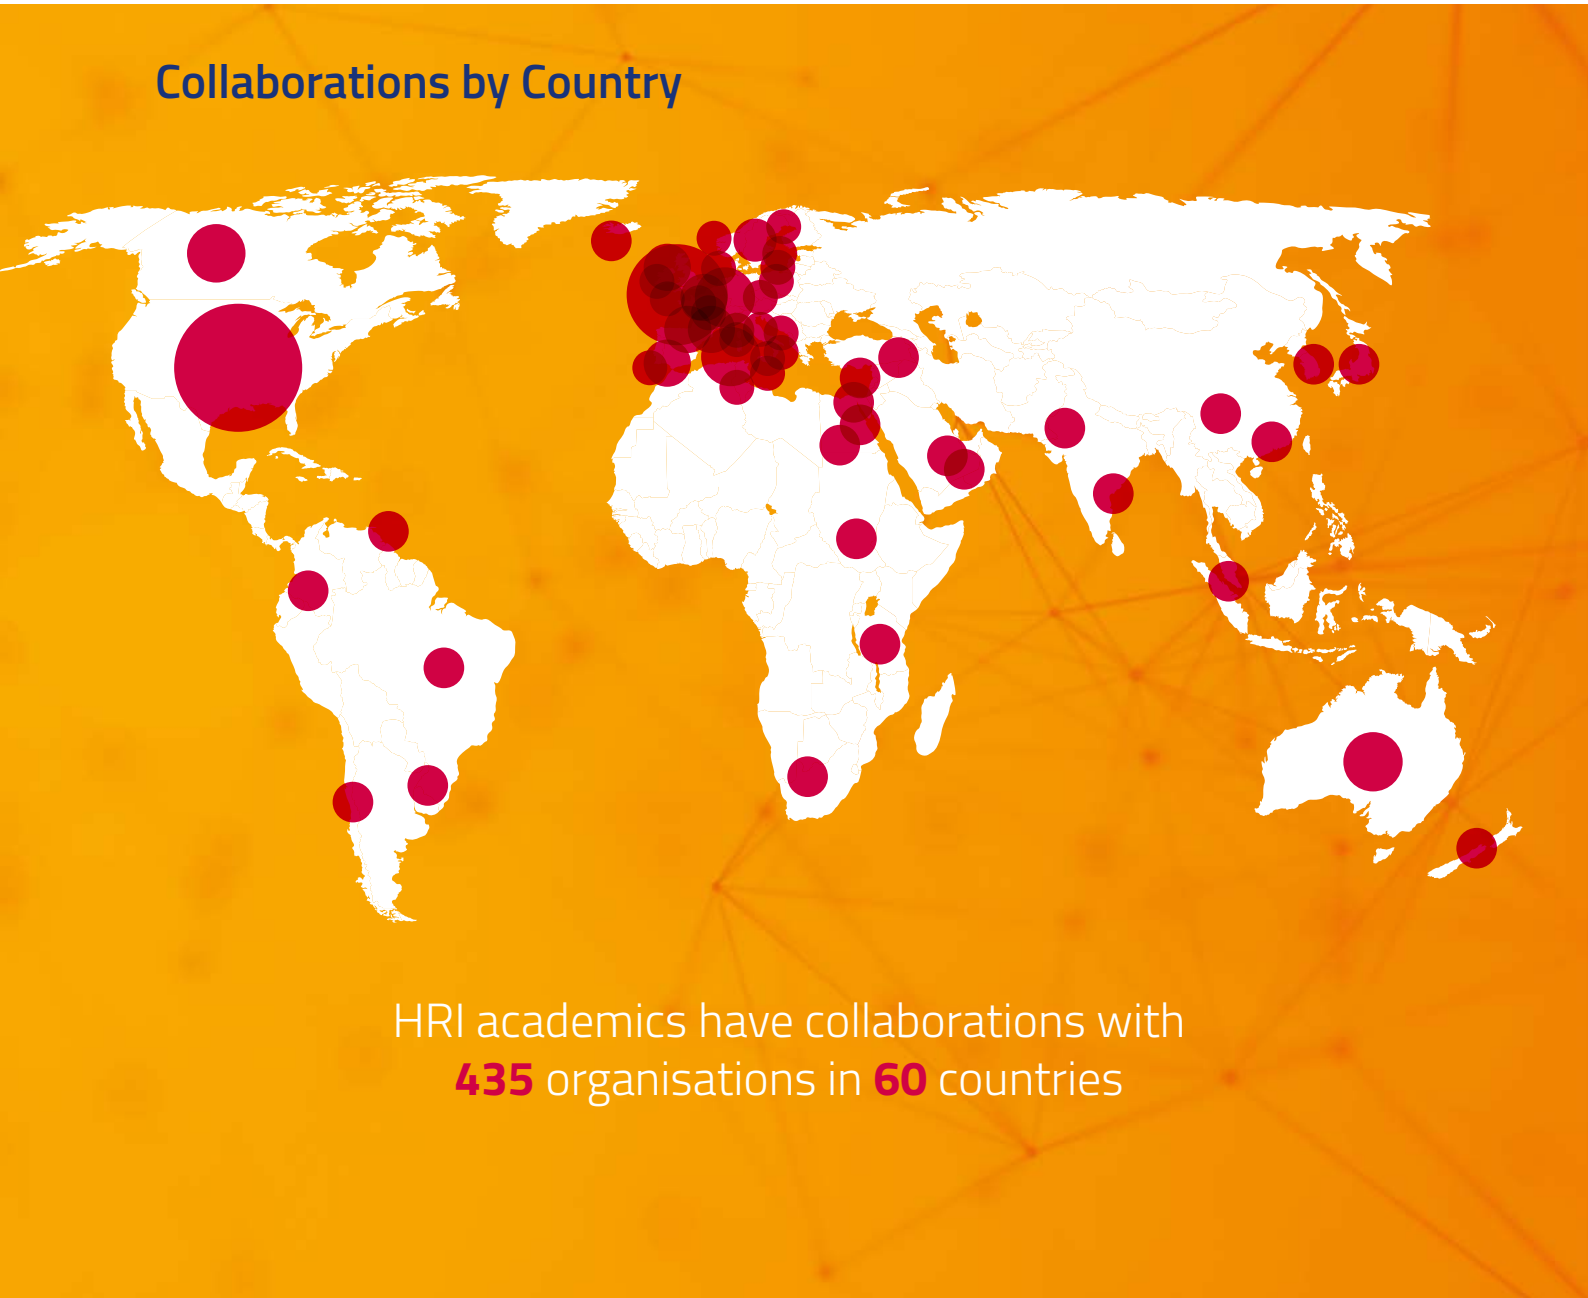 Collaborations by Country
HRI academics have collaborations with
435 organisations in 60 countries